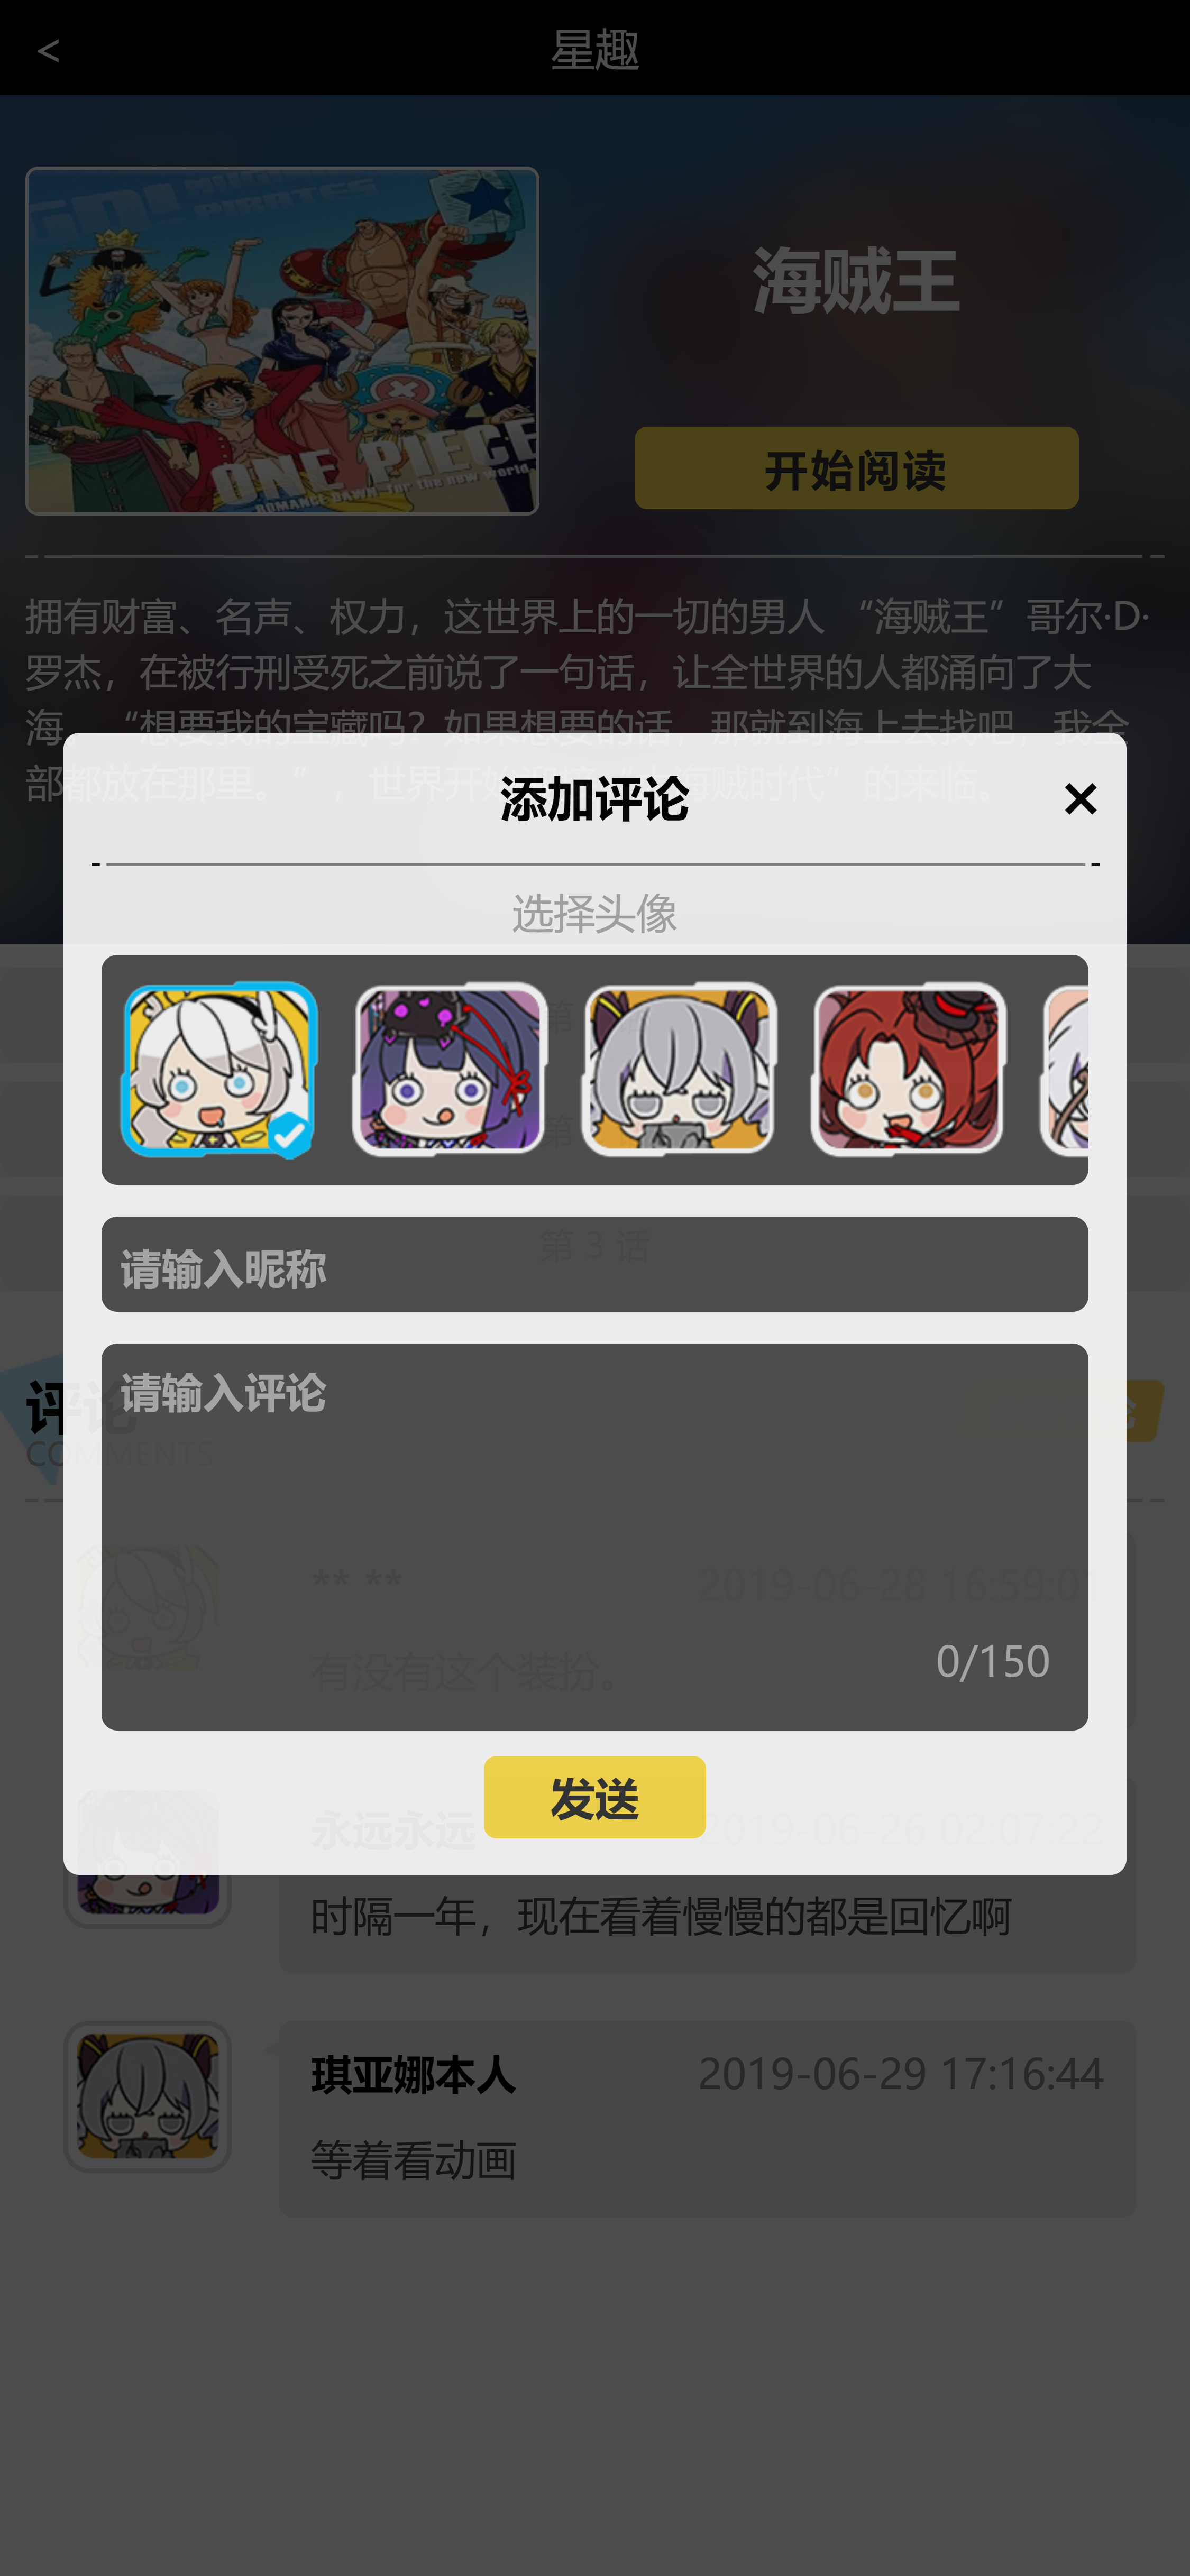 <
星趣
海贼王
ONE PIECE
ROMANCE DAWN for the new world
开始阅读
拥有财富、名声、权力，这世界上的一切的男人 “海贼王”哥尔·D·
罗杰，在被行刑受死之前说了一句话，让全世界的人都涌向了大
海。“想要我的宝藏吗？如果想要的话，那就到海上去找吧，我全
部都放在那里。”，世界开始迎接“大海贼时代”的来临。
添加评论
×
选择头像
请输入昵称
第 3 话
请输入评论
评论
COMMENTS
** **
2019-06-28 16:59:07
有没有这个装扮。
0/150
发送
永远永远
2019-06-26 02:07:22
时隔一年，现在看着慢慢的都是回忆啊
琪亚娜本人
2019-06-29 17:16:44
等着看动画